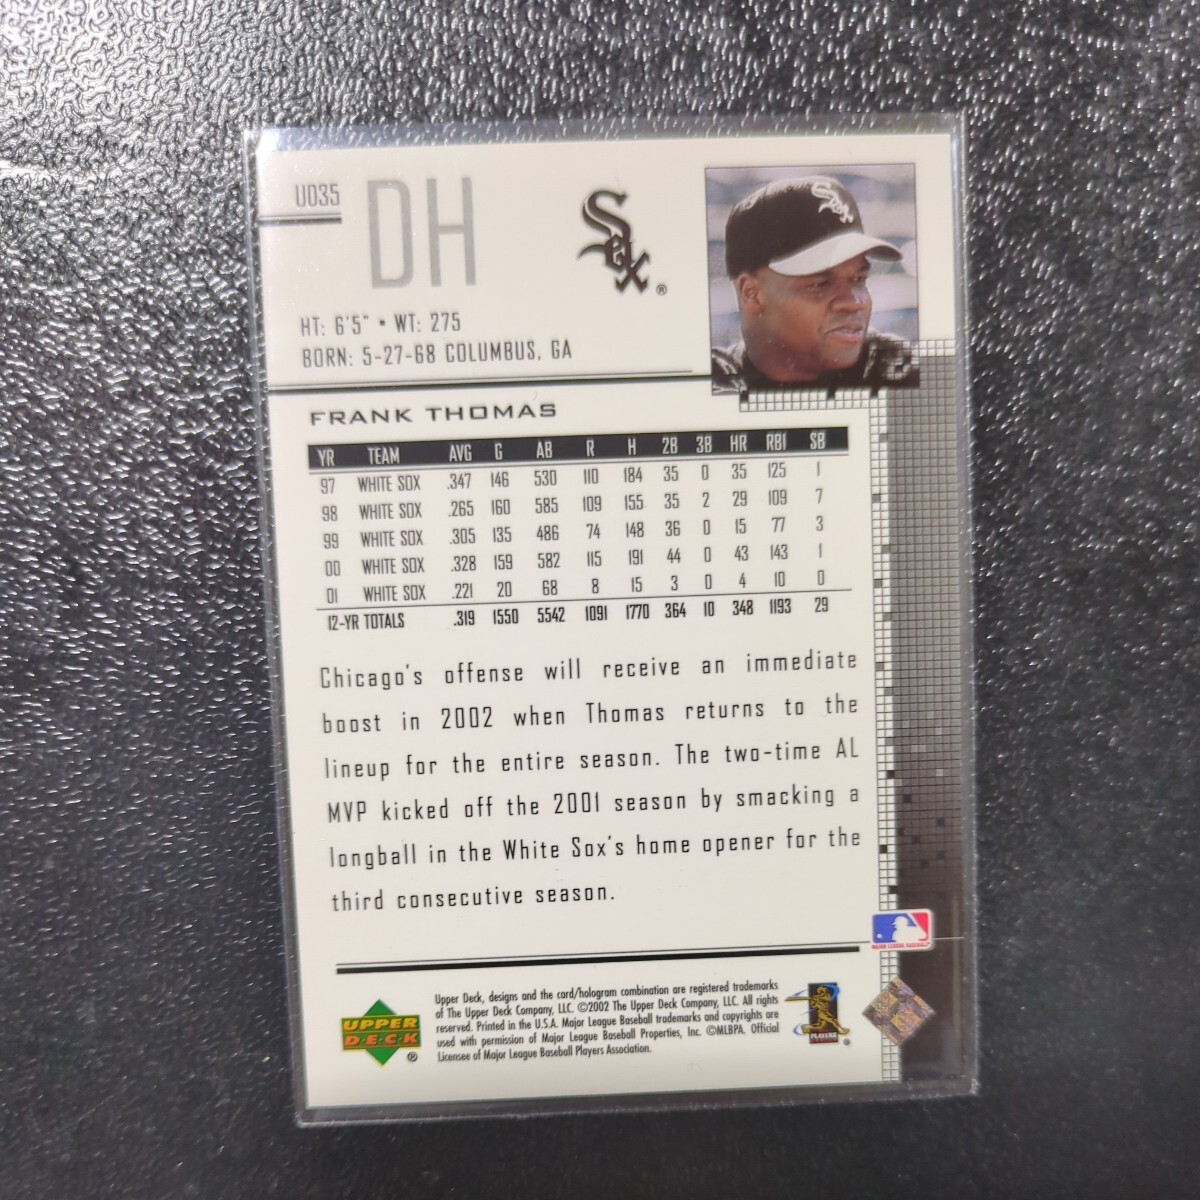 UD35
DH
Sox
®
Sox
HT: 6'5" • WT: 275
BORN: 5-27-68 COLUMBUS, GA
FRANK THOMAS
YR TEAM AVG G AB R H 2B 3B HR RBI SB
97 WHITE SOX .347 146 530 110 184 35 0 35 125 1
98 WHITE SOX .265 160 585 109 155 35 2 29 109 7
99 WHITE SOX .305 135 486 74 148 36 0 15 77 3
00 WHITE SOX .328 159 582 115 191 44 0 43 143 1
01 WHITE SOX .221 20 68 8 15 3 0 4 10 0
12-YR TOTALS .319 1550 5542 1091 1770 364 10 348 1193 29
Chicago's offense will receive an immediate
boost in 2002 when Thomas returns to the
lineup for the entire season. The two-time AL
MVP kicked off the 2001 season by smacking a
longball in the White Sox's home opener for the
third consecutive season.
MAJOR LEAGUE BASEBALL
UPPER
DECK
®
Upper Deck, designs and the card/hologram combination are registered trademarks
of The Upper Deck Company, LLC. ©2002 The Upper Deck Company, LLC. All rights
reserved. Printed in the U.S.A. Major League Baseball trademarks and copyrights are
used with permission of Major League Baseball Properties, Inc. ©MLBPA. Official
Licensee of Major League Baseball Players Association.
PLAYERS
®